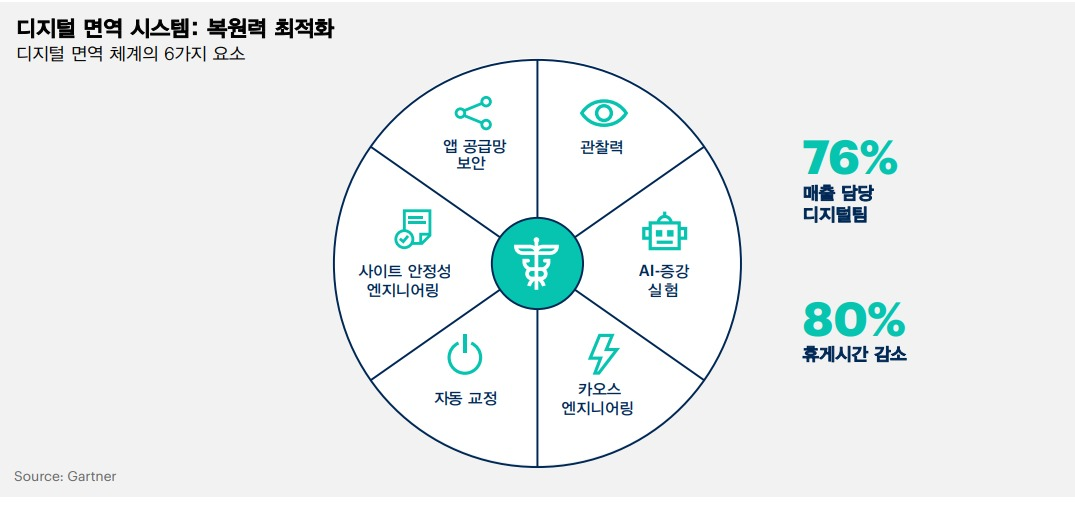 디지털 면역 시스템: 복원력 최적화
디지털 면역 체계의 6가지 요소
앱 공급망
보안
관찰력
사이트 안정성
엔지니어링
AI-증강
실험
자동 교정
카오스
엔지니어링
76%
매출 담당
디지털팀
80%
휴게시간 감소
Source: Gartner